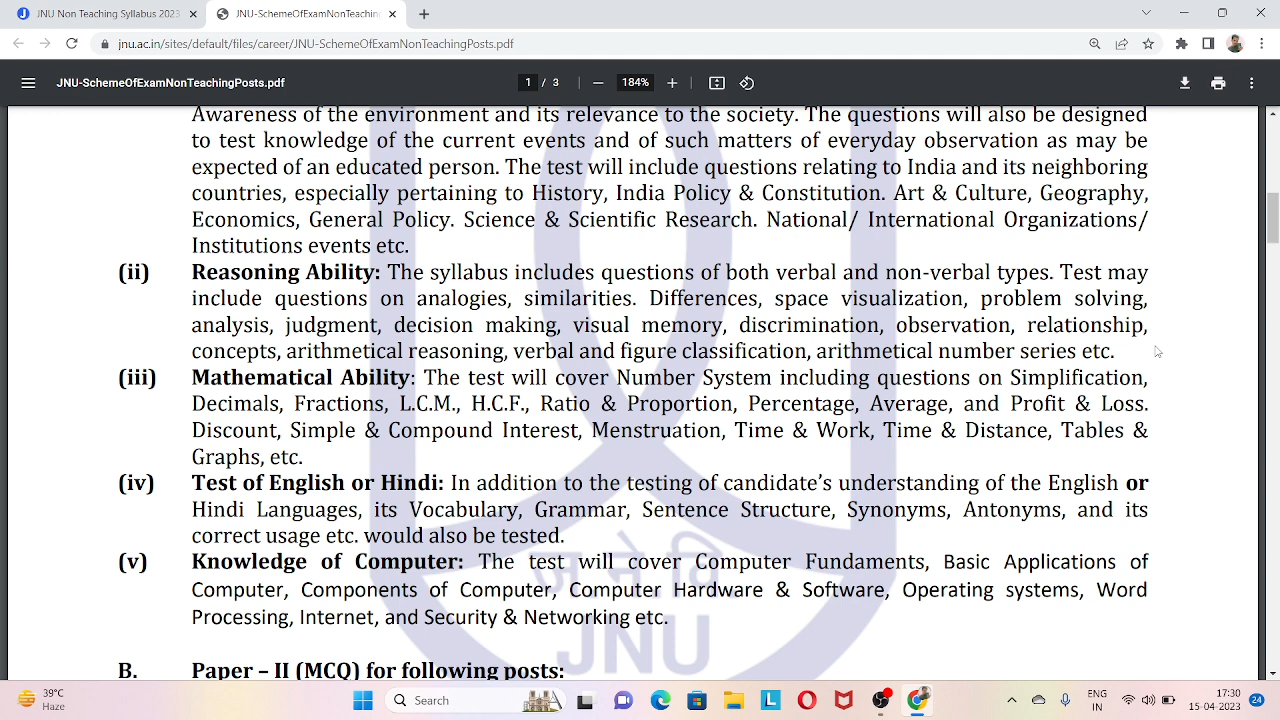 JNU Non Teaching Syllabus 2023
JNU-SchemeOfExamNonTeachin
jnu.ac.in/sites/default/files/career/JNU-SchemeOfExamNonTeachingPosts.pdf
JNU-SchemeOfExamNonTeachingPosts.pdf
1 / 3
184%
Awareness of the environment and its relevance to the society. The questions will also be designed
to test knowledge of the current events and of such matters of everyday observation as may be
expected of an educated person. The test will include questions relating to India and its neighboring
countries, especially pertaining to History, India Policy & Constitution. Art & Culture, Geography,
Economics, General Policy. Science & Scientific Research. National/ International Organizations/
Institutions events etc.
(ii) Reasoning Ability: The syllabus includes questions of both verbal and non-verbal types. Test may
include questions on analogies, similarities. Differences, space visualization, problem solving,
analysis, judgment, decision making, visual memory, discrimination, observation, relationship,
concepts, arithmetical reasoning, verbal and figure classification, arithmetical number series etc.
(iii) Mathematical Ability: The test will cover Number System including questions on Simplification,
Decimals, Fractions, L.C.M., H.C.F., Ratio & Proportion, Percentage, Average, and Profit & Loss.
Discount, Simple & Compound Interest, Menstruation, Time & Work, Time & Distance, Tables &
Graphs, etc.
(iv) Test of English or Hindi: In addition to the testing of candidate's understanding of the English or
Hindi Languages, its Vocabulary, Grammar, Sentence Structure, Synonyms, Antonyms, and its
correct usage etc. would also be tested.
(v) Knowledge of Computer: The test will cover Computer Fundaments, Basic Applications of
Computer, Components of Computer, Computer Hardware & Software, Operating systems, Word
Processing, Internet, and Security & Networking etc.
जनेवि
JNU
B. Paper – II (MCQ) for following posts:
39°C
Haze
Search
ENG
IN
17:30
15-04-2023
24